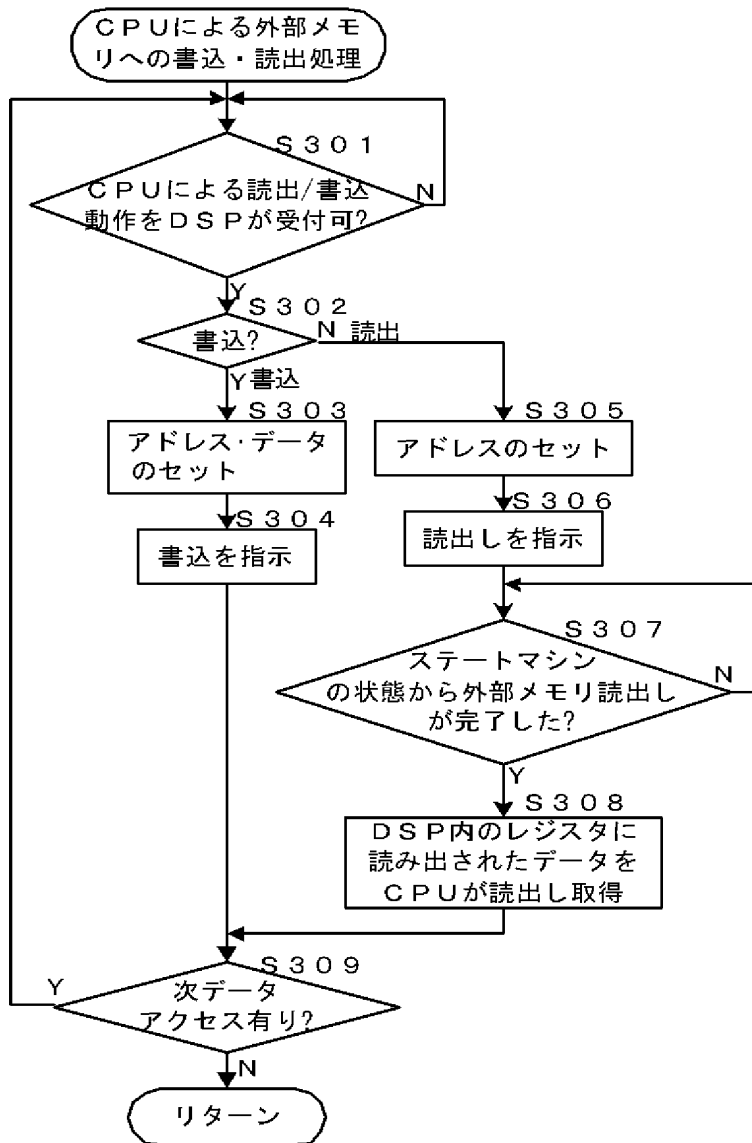 ＣＰＵによる外部メモ
リへの書込・読出処理
Ｓ３０１
ＣＰＵによる読出/書込
動作をＤＳＰが受付可?
Ｎ
Ｙ
Ｓ３０２
書込?
Ｎ 読出
Ｙ 書込
Ｓ３０３
アドレス・データ
のセット
Ｓ３０５
アドレスのセット
Ｓ３０４
書込を指示
Ｓ３０６
読出しを指示
Ｓ３０７
ステートマシン
の状態から外部メモリ読出し
が完了した?
Ｎ
Ｙ
Ｓ３０８
ＤＳＰ内のレジスタに
読み出されたデータを
ＣＰＵが読出し取得
Ｓ３０９
Ｙ
次データ
アクセス有り?
Ｎ
リターン